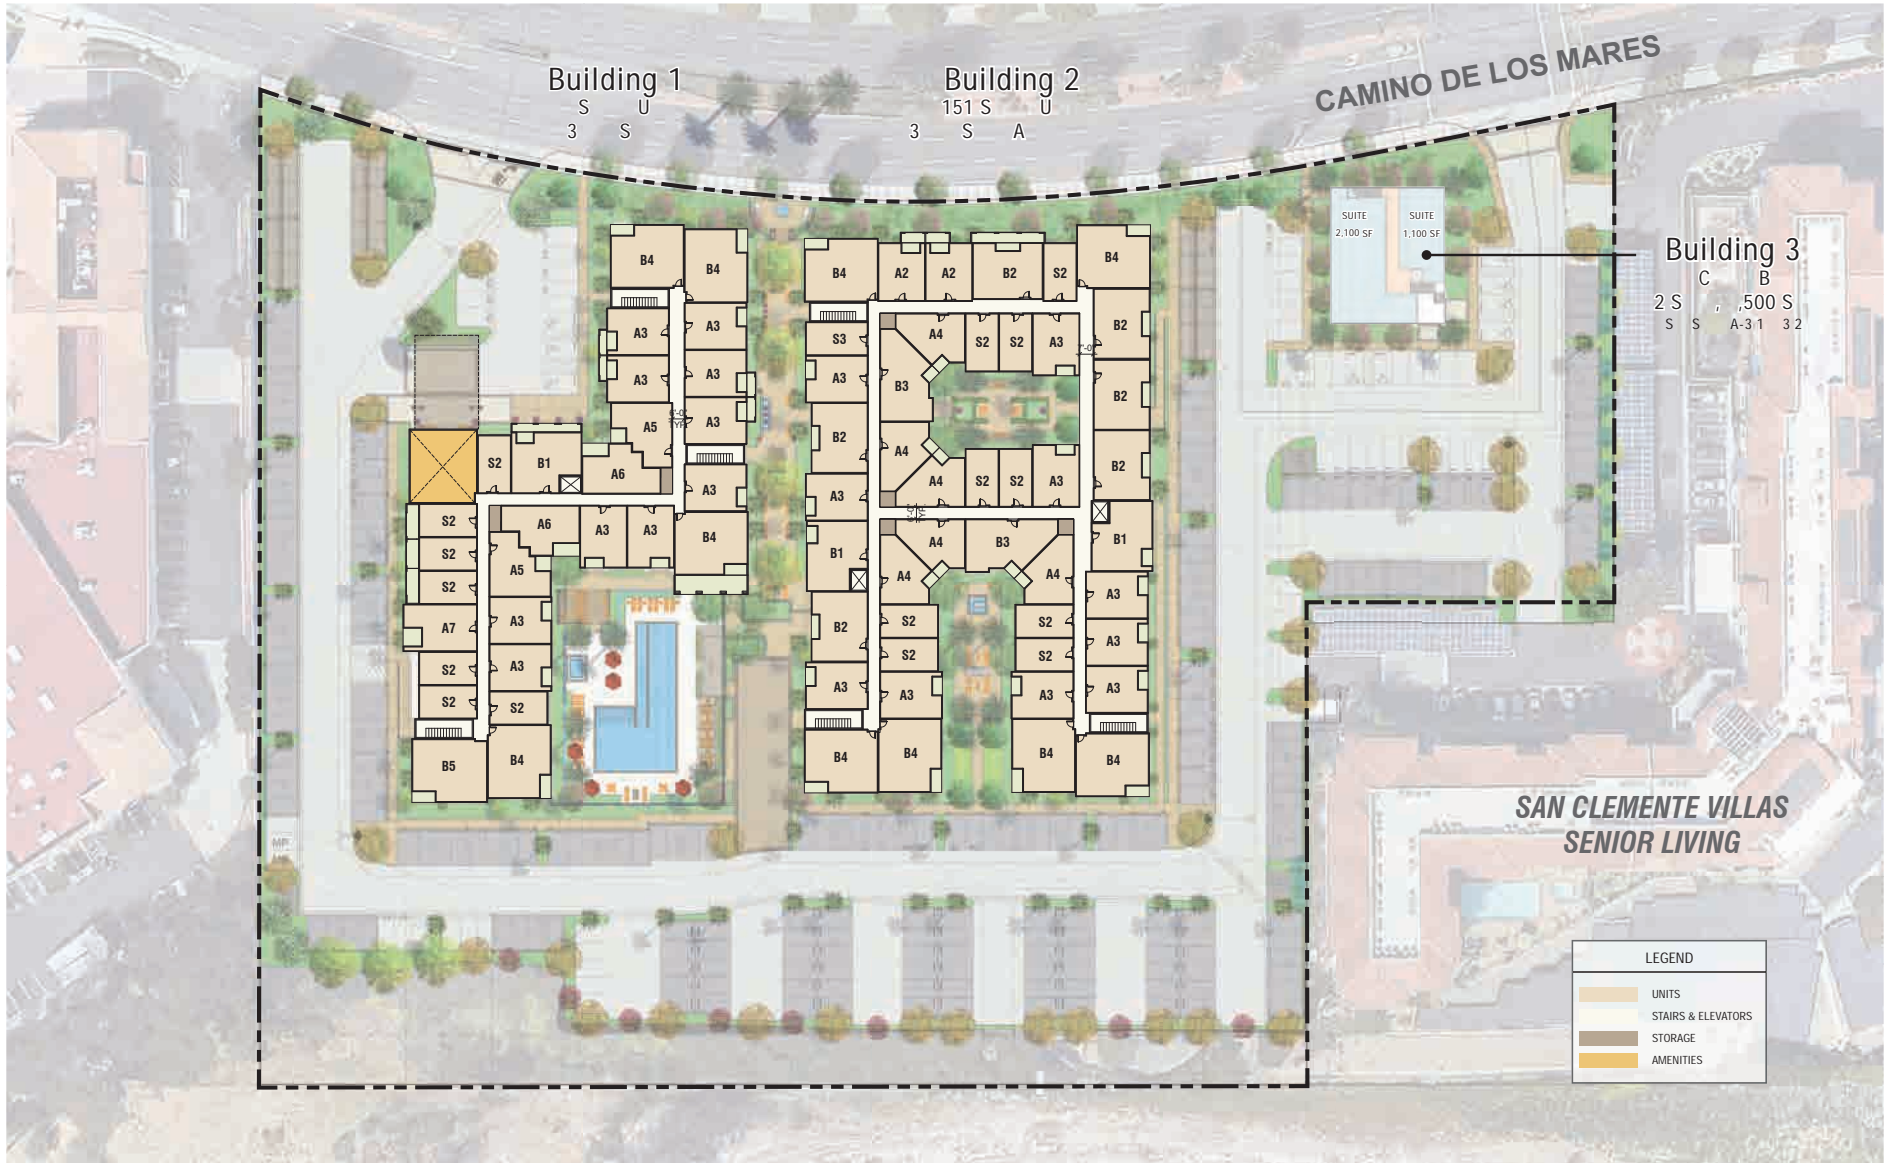 CAMINO DE LOS MARES
Building 1
S U
3 S
Building 2
151 S U
3 S A
SUITE
2,100 SF
SUITE
1,100 SF
Building 3
C B
2 S , ,500 S
S S A-3 1 3 2
B4
B4
A3
A3
A3
A3
A5
A3
S2
B1
A6
A3
S2
A6
A3
A3
B4
S2
S2
A5
A7
A3
S2
A3
S2
S2
B5
B4
B4
A2
A2
B2
S2
B4
S3
A4
S2
S2
A3
B2
A3
B3
B2
B2
A4
B2
A3
A4
S2
S2
A3
B1
A4
B3
B1
A4
A4
A3
B2
S2
S2
A3
S2
S2
A3
A3
A3
A3
B4
B4
B4
B4
SAN CLEMENTE VILLAS
SENIOR LIVING
LEGEND
UNITS
STAIRS & ELEVATORS
STORAGE
AMENITIES